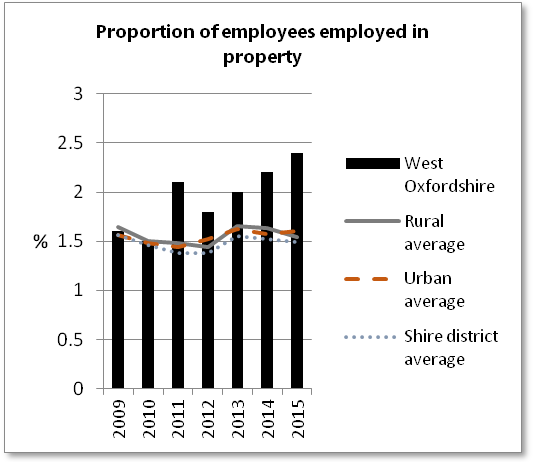 Proportion of employees employed in
property
3
2.5
2
1.5
1
0.5
0
%
2009
2010
2011
2012
2013
2014
2015
West
Oxfordshire
Rural
average
Urban
average
Shire district
average